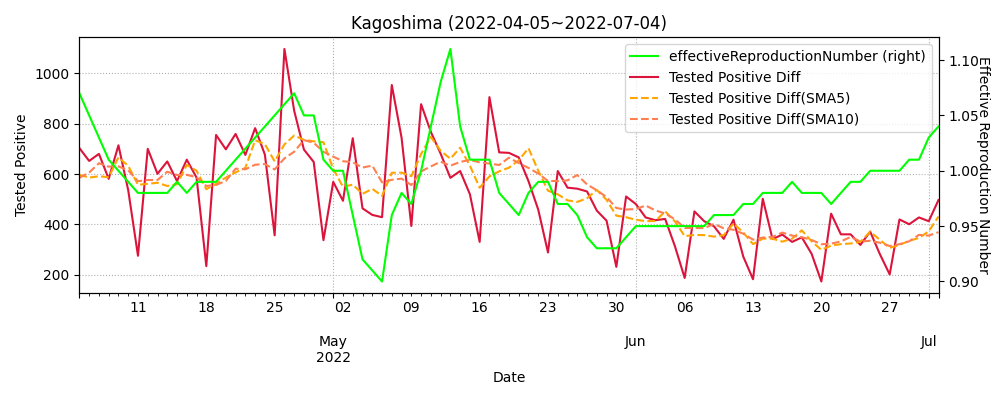 Kagoshima (2022-04-05~2022-07-04)
effectiveReproductionNumber (right)
Tested Positive Diff
Tested Positive Diff(SMA5)
Tested Positive Diff(SMA10)
Tested Positive
1000
800
600
400
200
Effective Reproduction Number
1.10
1.05
1.00
0.95
0.90
11 18 25 02 09 16 23 30 06 13 20 27
May Jun Jul
2022
Date